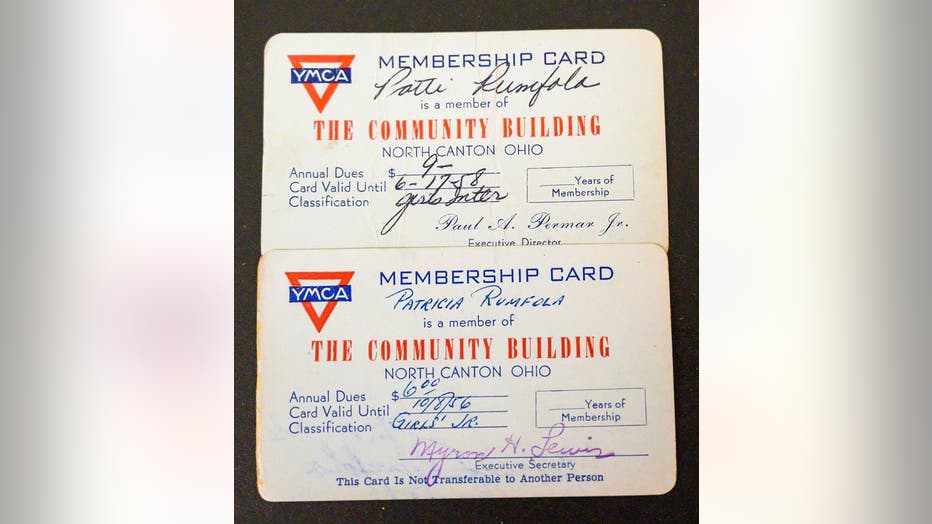 YMCA
MEMBERSHIP CARD
Patti Rumfola
is a member of
THE COMMUNITY BUILDING
NORTH CANTON OHIO
Annual Dues $ 9-
Card Valid Until 6-17-58
Classification Girls Inter
Years of
Membership
Paul A. Permar Jr.
Executive Director
YMCA
MEMBERSHIP CARD
PATRICIA RUMFOLA
is a member of
THE COMMUNITY BUILDING
NORTH CANTON OHIO
Annual Dues $ 6 00
Card Valid Until 10/8/56
Classification GIRLS' JR.
Years of
Membership
Myron H. Lewis
Executive Secretary
This Card Is Not Transferable to Another Person